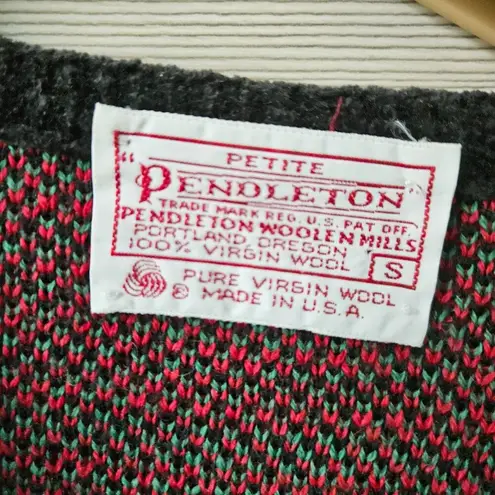 PETITE
"PENDLETON"
TRADE MARK REG. U.S. PAT OFF.
PENDLETON WOOLEN MILLS
PORTLAND, OREGON
100% VIRGIN WOOL
S
PURE VIRGIN WOOL
® MADE IN U.S.A.